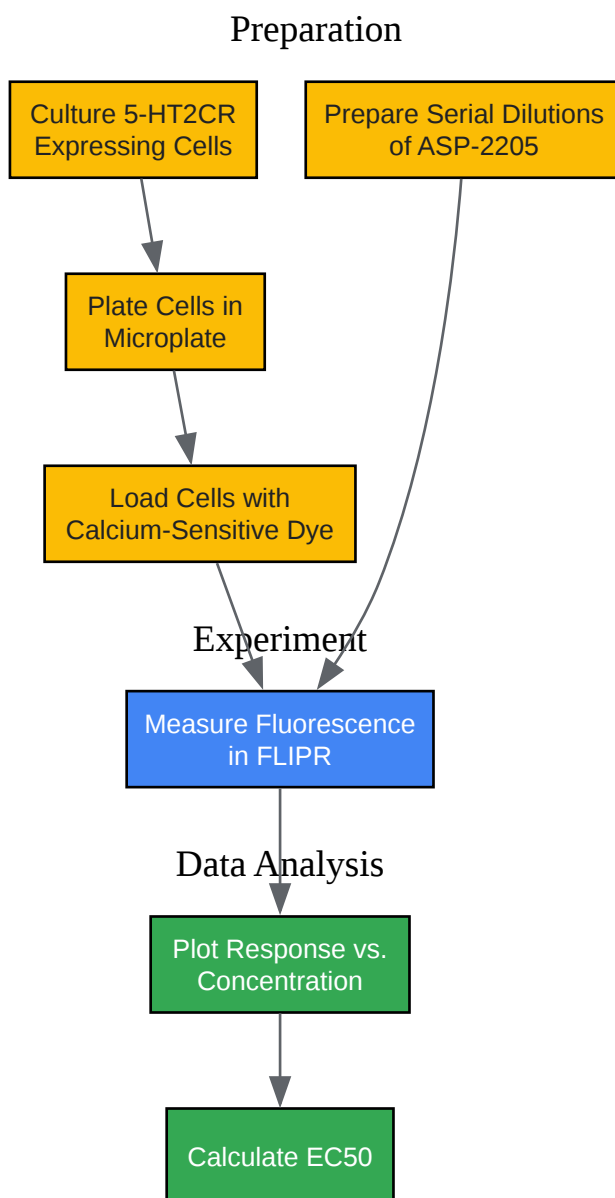 Preparation
Culture 5-HT2CR
Expressing Cells
Prepare Serial Dilutions
of ASP-2205
Plate Cells in
Microplate
Load Cells with
Calcium-Sensitive Dye
Experiment
Measure Fluorescence
in FLIPR
Data Analysis
Plot Response vs.
Concentration
Calculate EC50